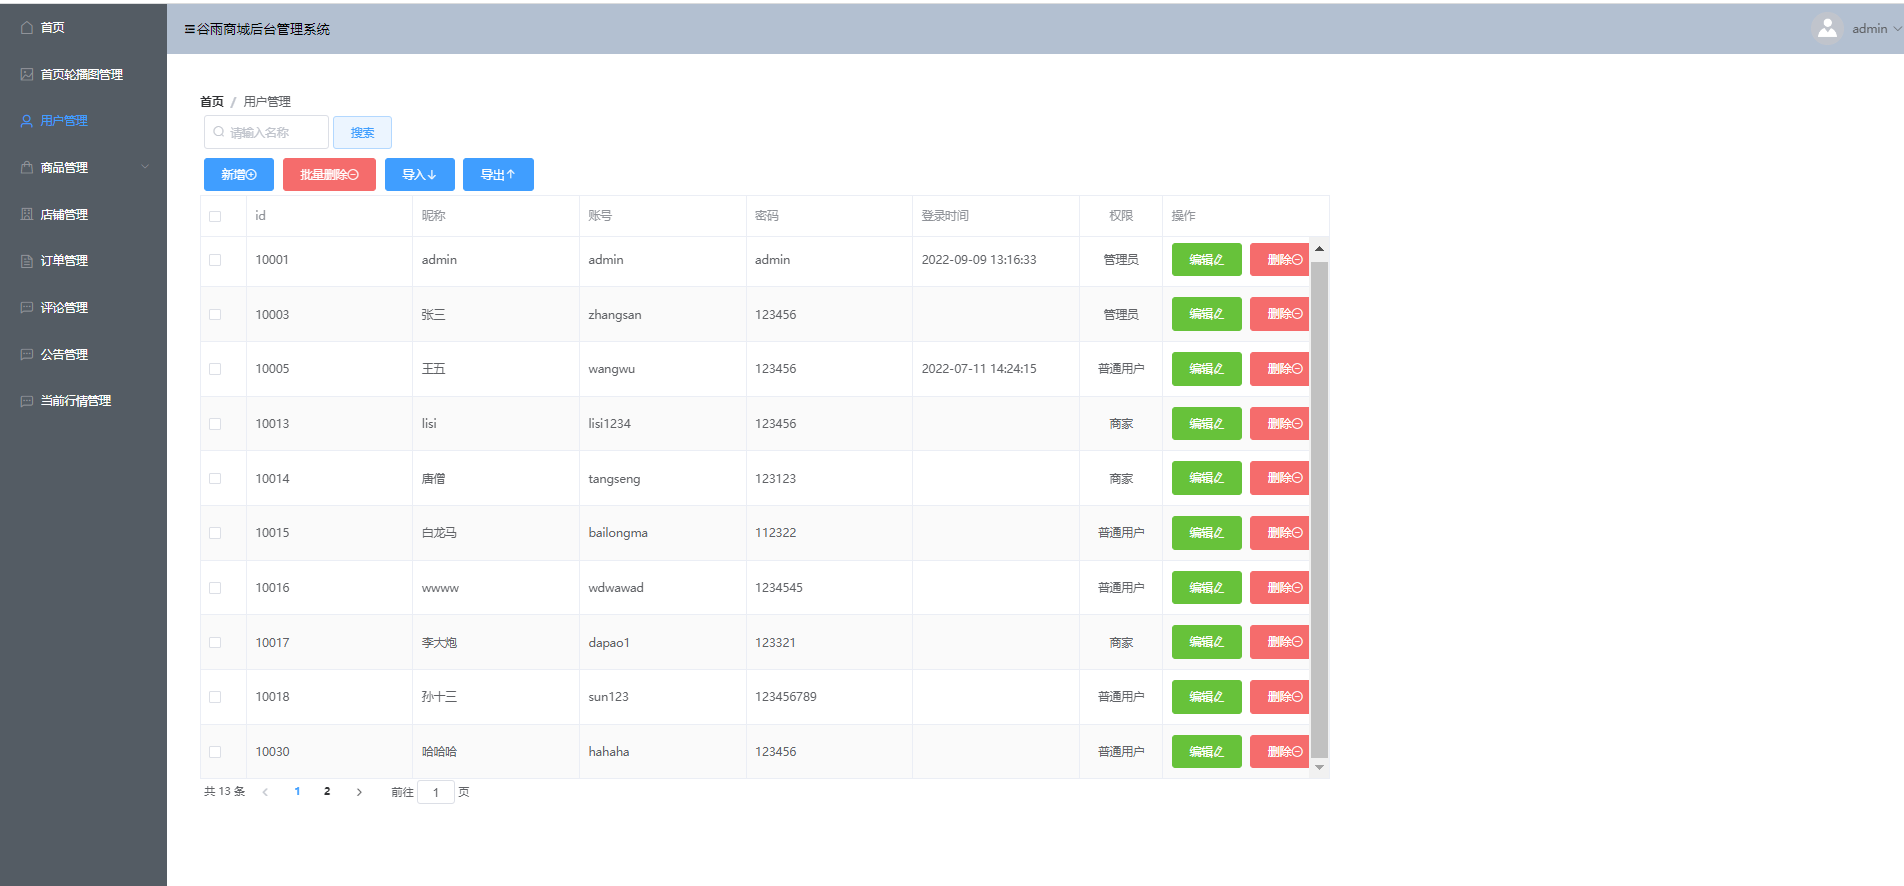 首页
首页轮播图管理
用户管理
商品管理
店铺管理
订单管理
评论管理
公告管理
当前行情管理
谷雨商城后台管理系统
admin
首页 / 用户管理
请输入名称 搜索
新增 批量删除 导入 导出
id 昵称 账号 密码 登录时间 权限 操作
10001 admin admin admin 2022-09-09 13:16:33 管理员 编辑 删除
10003 张三 zhangsan 123456 管理员 编辑 删除
10005 王五 wangwu 123456 2022-07-11 14:24:15 普通用户 编辑 删除
10013 lisi lisi1234 123456 商家 编辑 删除
10014 唐僧 tangseng 123123 商家 编辑 删除
10015 白龙马 bailongma 112322 普通用户 编辑 删除
10016 wwww wdwawad 1234545 普通用户 编辑 删除
10017 李大炮 dapao1 123321 商家 编辑 删除
10018 孙十三 sun123 123456789 普通用户 编辑 删除
10030 哈哈哈 hahaha 123456 普通用户 编辑 删除
共 13 条 1 2 前往 1 页